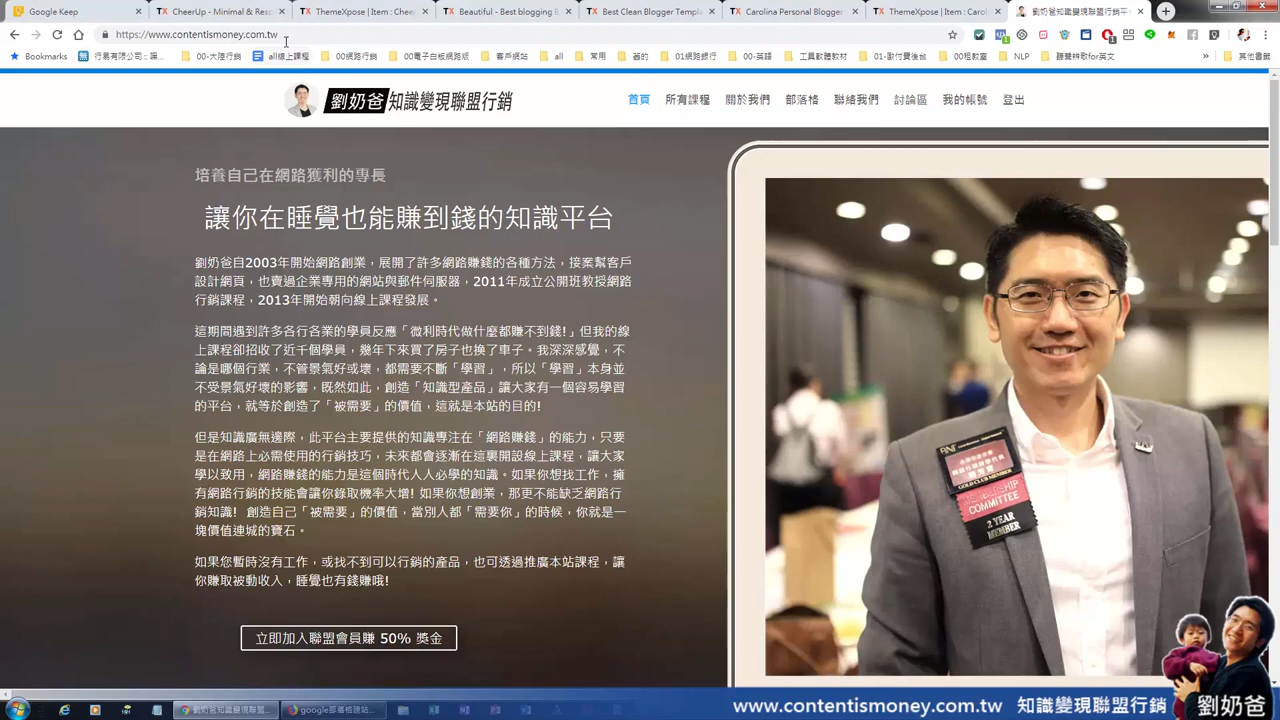 Google Keep
CheerUp - Minimal & Resp
ThemeXpose | Item : Chee
Beautiful - Best blogging B
Best Clean Blogger Templa
Carolina Personal Blogger
ThemeXpose | Item : Carol
劉奶爸知識變現聯盟行銷平
https://www.contentismoney.com.tw
Bookmarks
00-大陸行銷
all線上課程
00網路行銷
00電子白板網路版
客戶網站
all
常用
舊的
01網路銀行
00-英語
工具軟體教材
01-歐付費後台
00租教室
NLP
聽聲辨歌for英文
其他書籤
劉奶爸 知識變現聯盟行銷
首頁 所有課程 關於我們 部落格 聯絡我們 討論區 我的帳號 登出
培養自己在網路獲利的專長
讓你在睡覺也能賺到錢的知識平台
劉奶爸自2003年開始網路創業，展開了許多網路賺錢的各種方法，接案幫客戶
設計網頁，也賣過企業專用的網站與郵件伺服器，2011年成立公開班教授網路
行銷課程，2013年開始朝向線上課程發展。
這期間遇到許多各行各業的學員反應「微利時代做什麼都賺不到錢!」但我的線
上課程卻招收了近千個學員，幾年下來買了房子也換了車子。我深深感覺，不
論是哪個行業，不管景氣好或壞，都需要不斷「學習」，所以「學習」本身並
不受景氣好壞的影響，既然如此，創造「知識型產品」讓大家有一個容易學習
的平台，就等於創造了「被需要」的價值，這就是本站的目的!
但是知識廣無邊際，此平台主要提供的知識專注在「網路賺錢」的能力，只要
是在網路上必需使用的行銷技巧，未來都會逐漸在這裏開設線上課程，讓大家
學以致用，網路賺錢的能力是這個時代人人必學的知識。如果你想找工作，擁
有網路行銷的技能會讓你錄取機率大增! 如果你想創業，那更不能缺乏網路行
銷知識! 創造自己「被需要」的價值，當別人都「需要你」的時候，你就是一
塊價值連城的寶石。
如果您暫時沒有工作，或找不到可以行銷的產品，也可透過推廣本站課程，讓
你賺取被動收入，睡覺也有錢賺哦!
立即加入聯盟會員賺 50% 獎金
BNI
GOLD CLUB MEMBER
MEMBERSHIP
COMMITTEE
2 YEAR
MEMBER
劉奶爸知識變現聯盟...
google部落格建站...
www.contentismoney.com.tw 知識變現聯盟行銷
劉奶爸